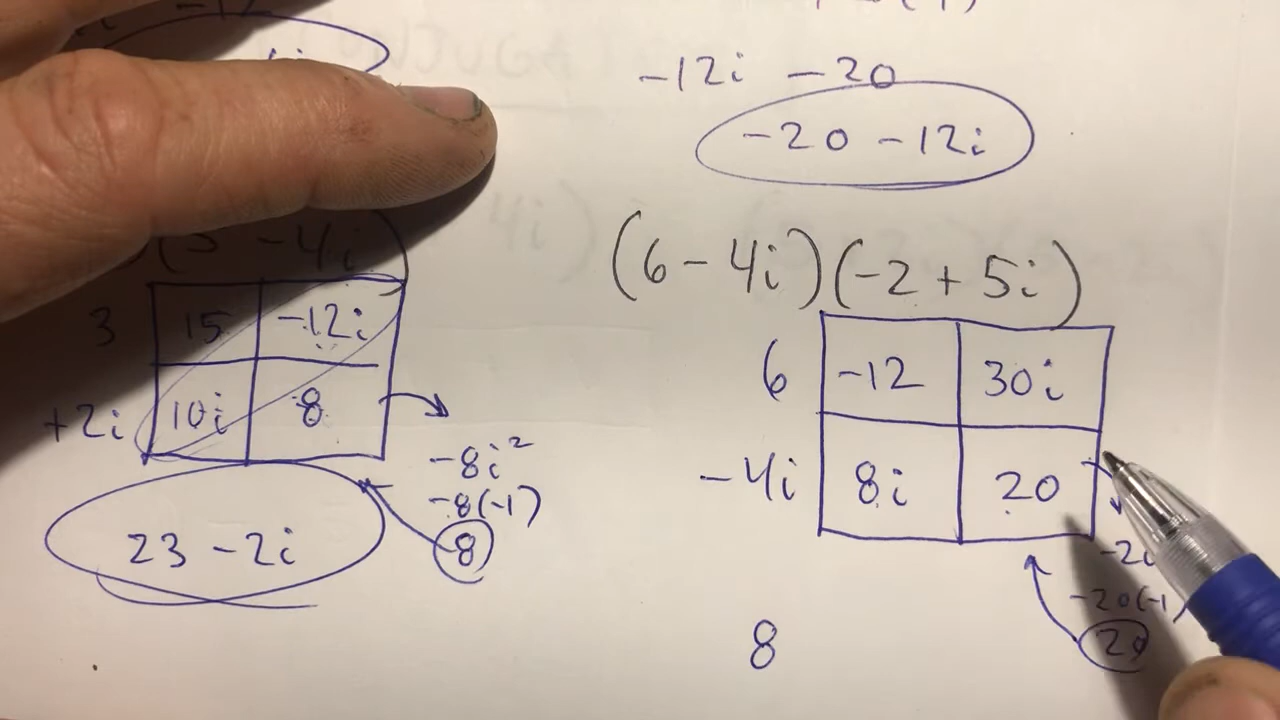 -12i -20
-20 -12i
-4i)
3 15 -12i
+2i 10i 8
-8i²
-8(-1)
8
23 -2i
(6-4i)(-2+5i)
6 -12 30i
-4i 8i 20
-20(-1
20
8